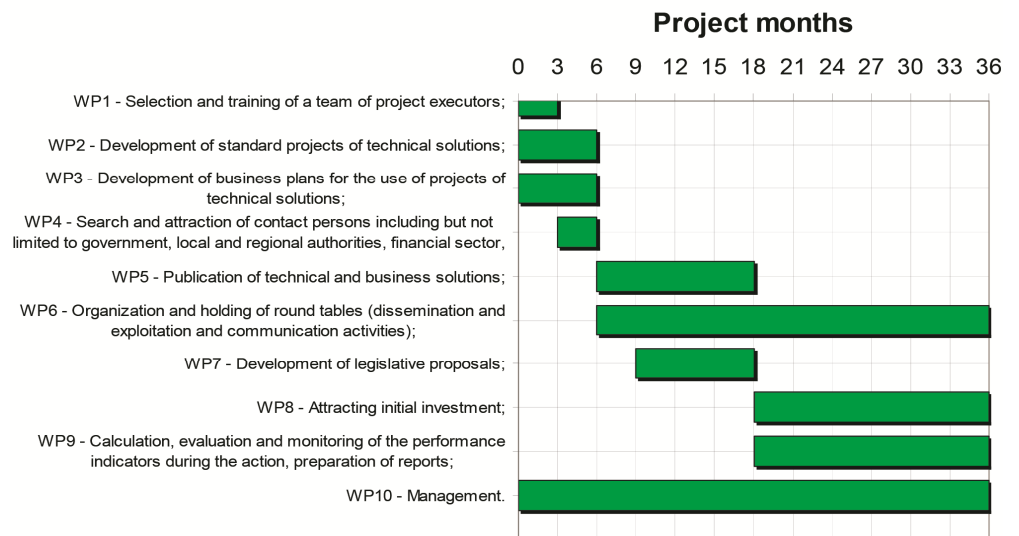 Project months
0 3 6 9 12 15 18 21 24 27 30 33 36
WP1 - Selection and training of a team of project executors;
WP2 - Development of standard projects of technical solutions;
WP3 - Development of business plans for the use of projects of
technical solutions;
WP4 - Search and attraction of contact persons including but not
limited to government, local and regional authorities, financial sector,
WP5 - Publication of technical and business solutions;
WP6 - Organization and holding of round tables (dissemination and
exploitation and communication activities);
WP7 - Development of legislative proposals;
WP8 - Attracting initial investment;
WP9 - Calculation, evaluation and monitoring of the performance
indicators during the action, preparation of reports;
WP10 - Management.